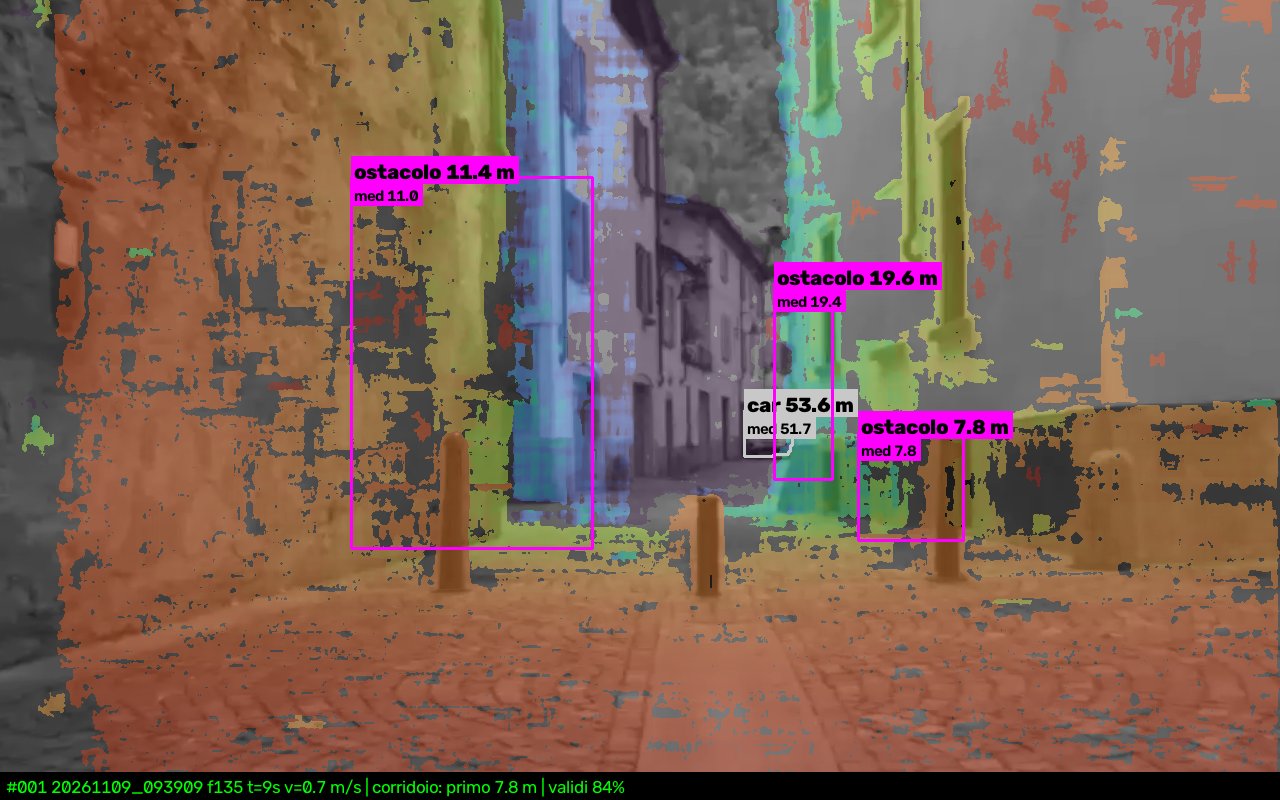 ostacolo 11.4 m
med 11.0
ostacolo 19.6 m
med 19.4
car 53.6 m
med 51.7
ostacolo 7.8 m
med 7.8
#001 20261109_093909 f135 t=9s v=0.7 m/s | corridoio: primo 7.8 m | validi 84%